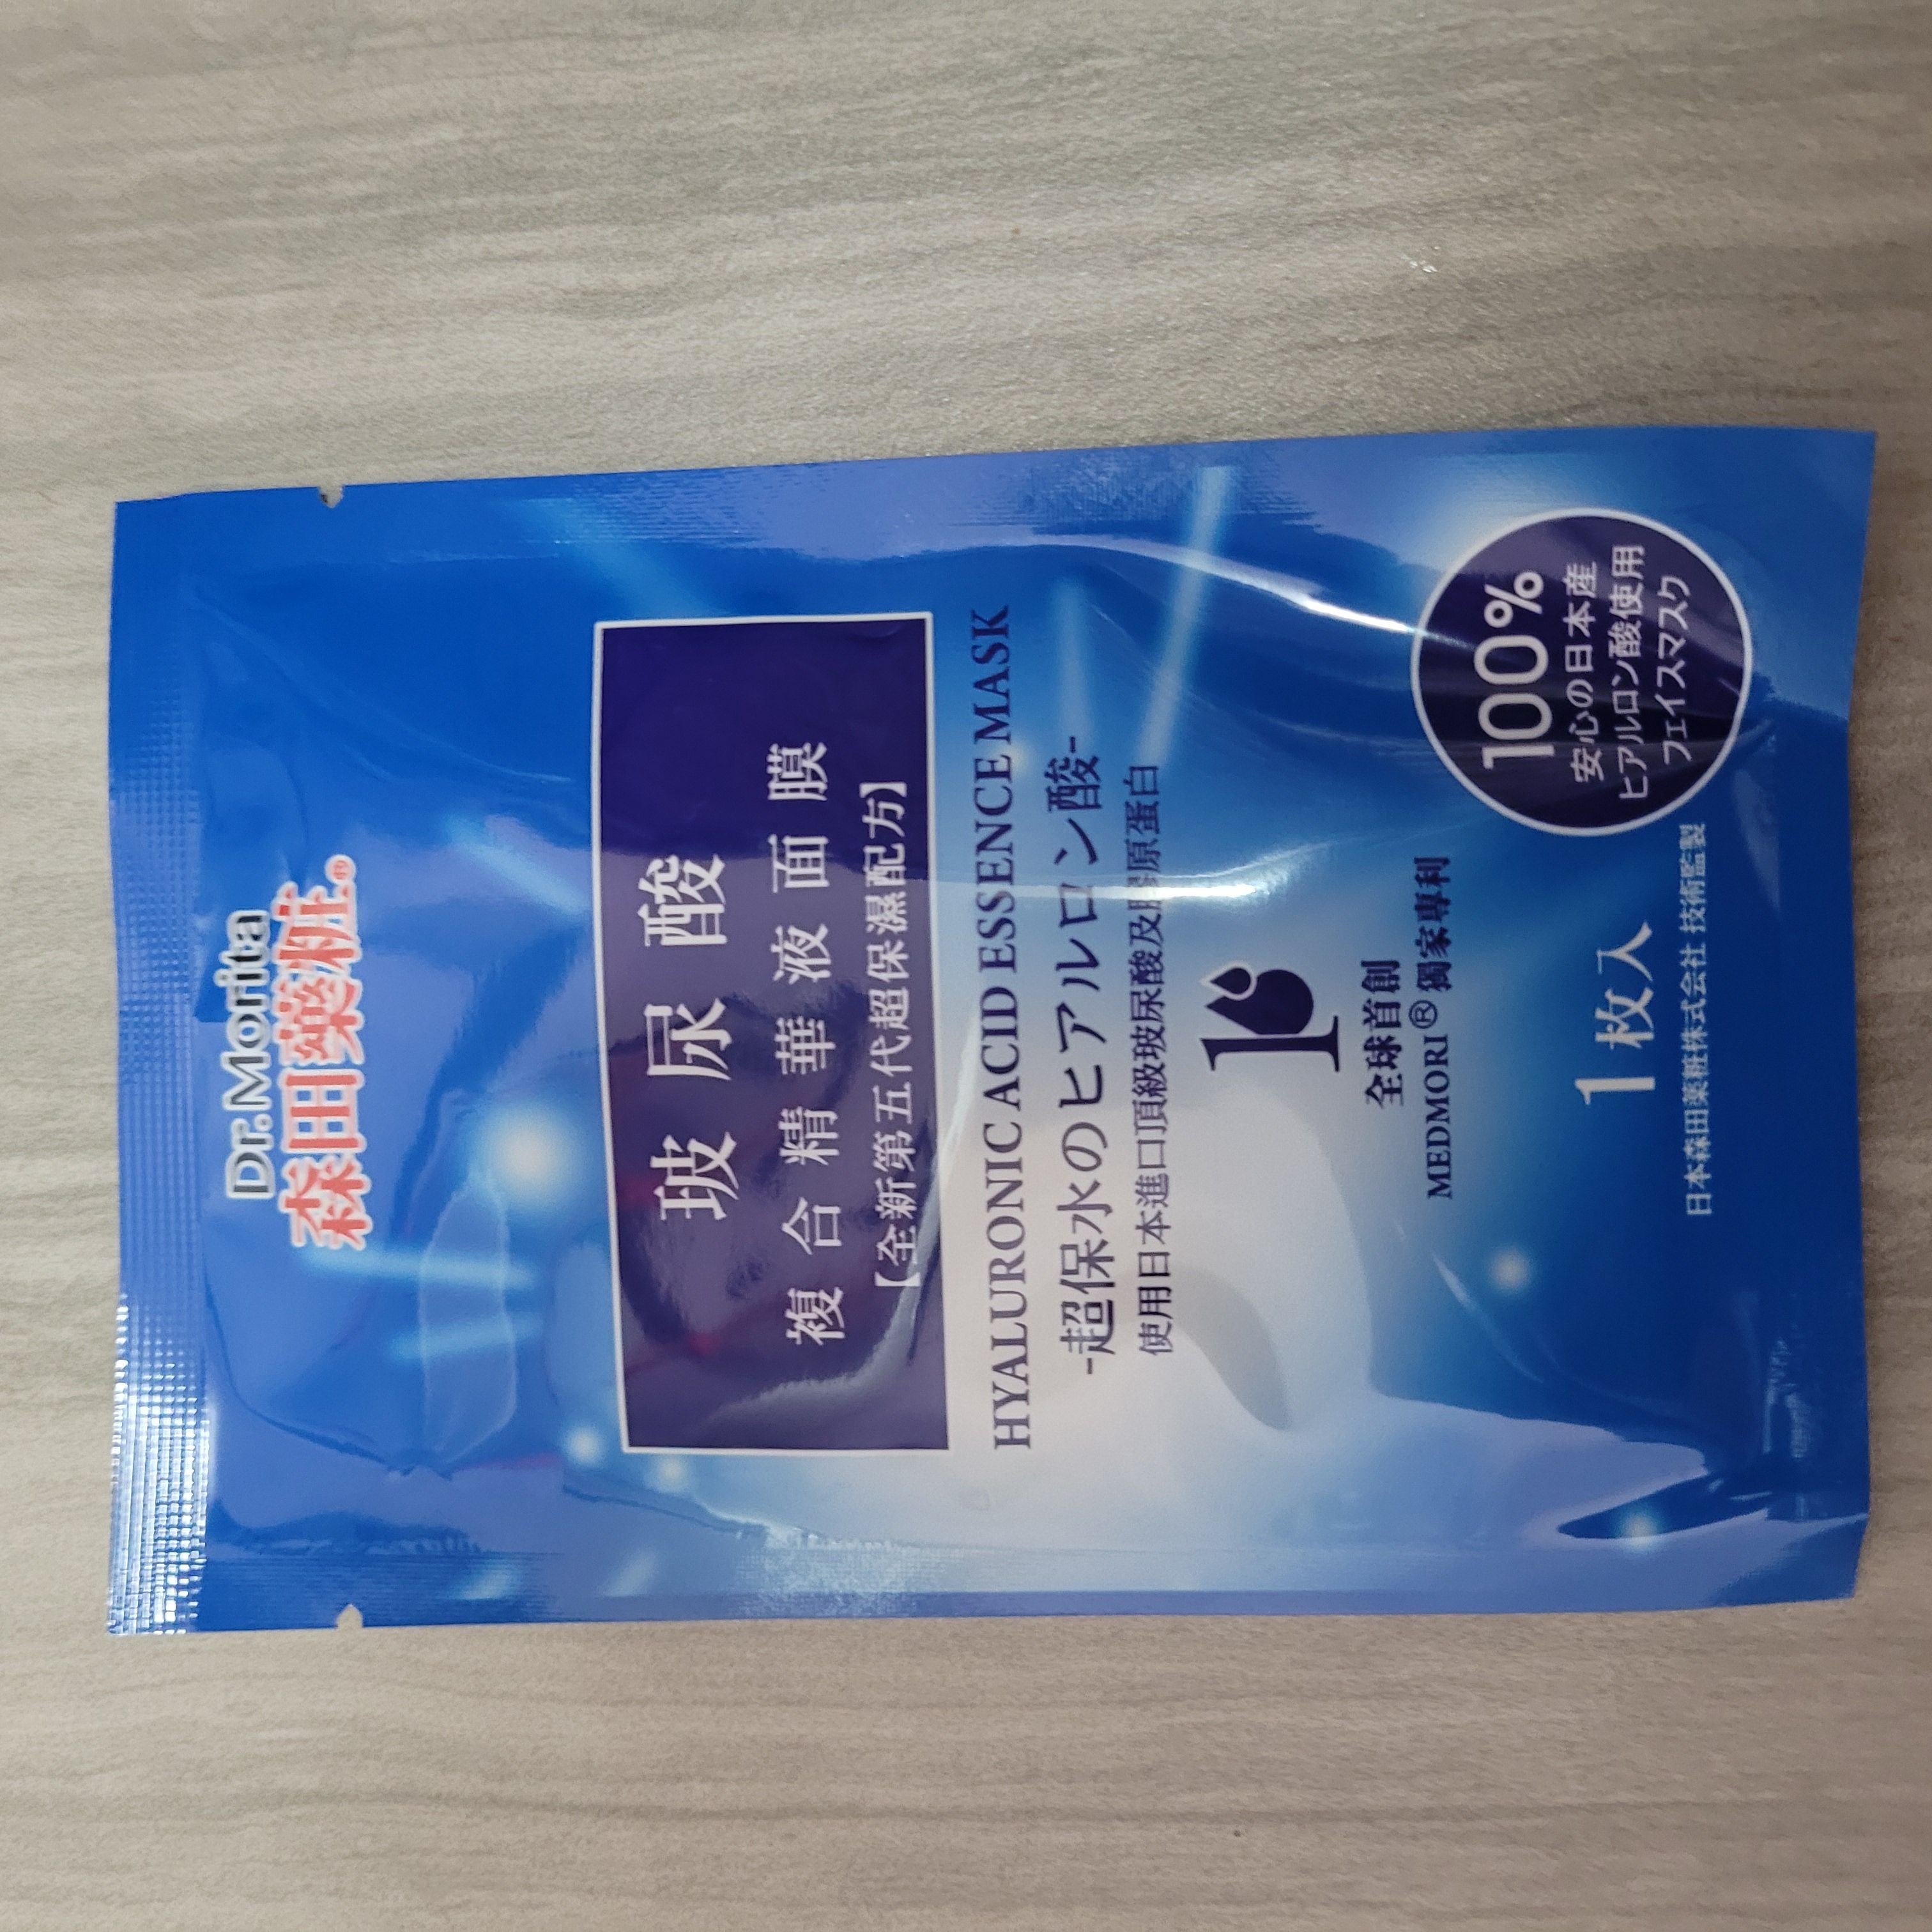 Dr.Morita
森田藥粧®
玻尿酸
複合精華液面膜
【全新第五代超保濕配方】
HYALURONIC ACID ESSENCE MASK
-超保水のヒアルロン酸-
使用日本進口頂級玻尿酸及膠原蛋白
1
全球首創
MEDMORI®獨家專利
100%
安心の日本産
ヒアルロン酸使用
フェイスマスク
1枚入
日本森田薬粧株式会社 技術監製